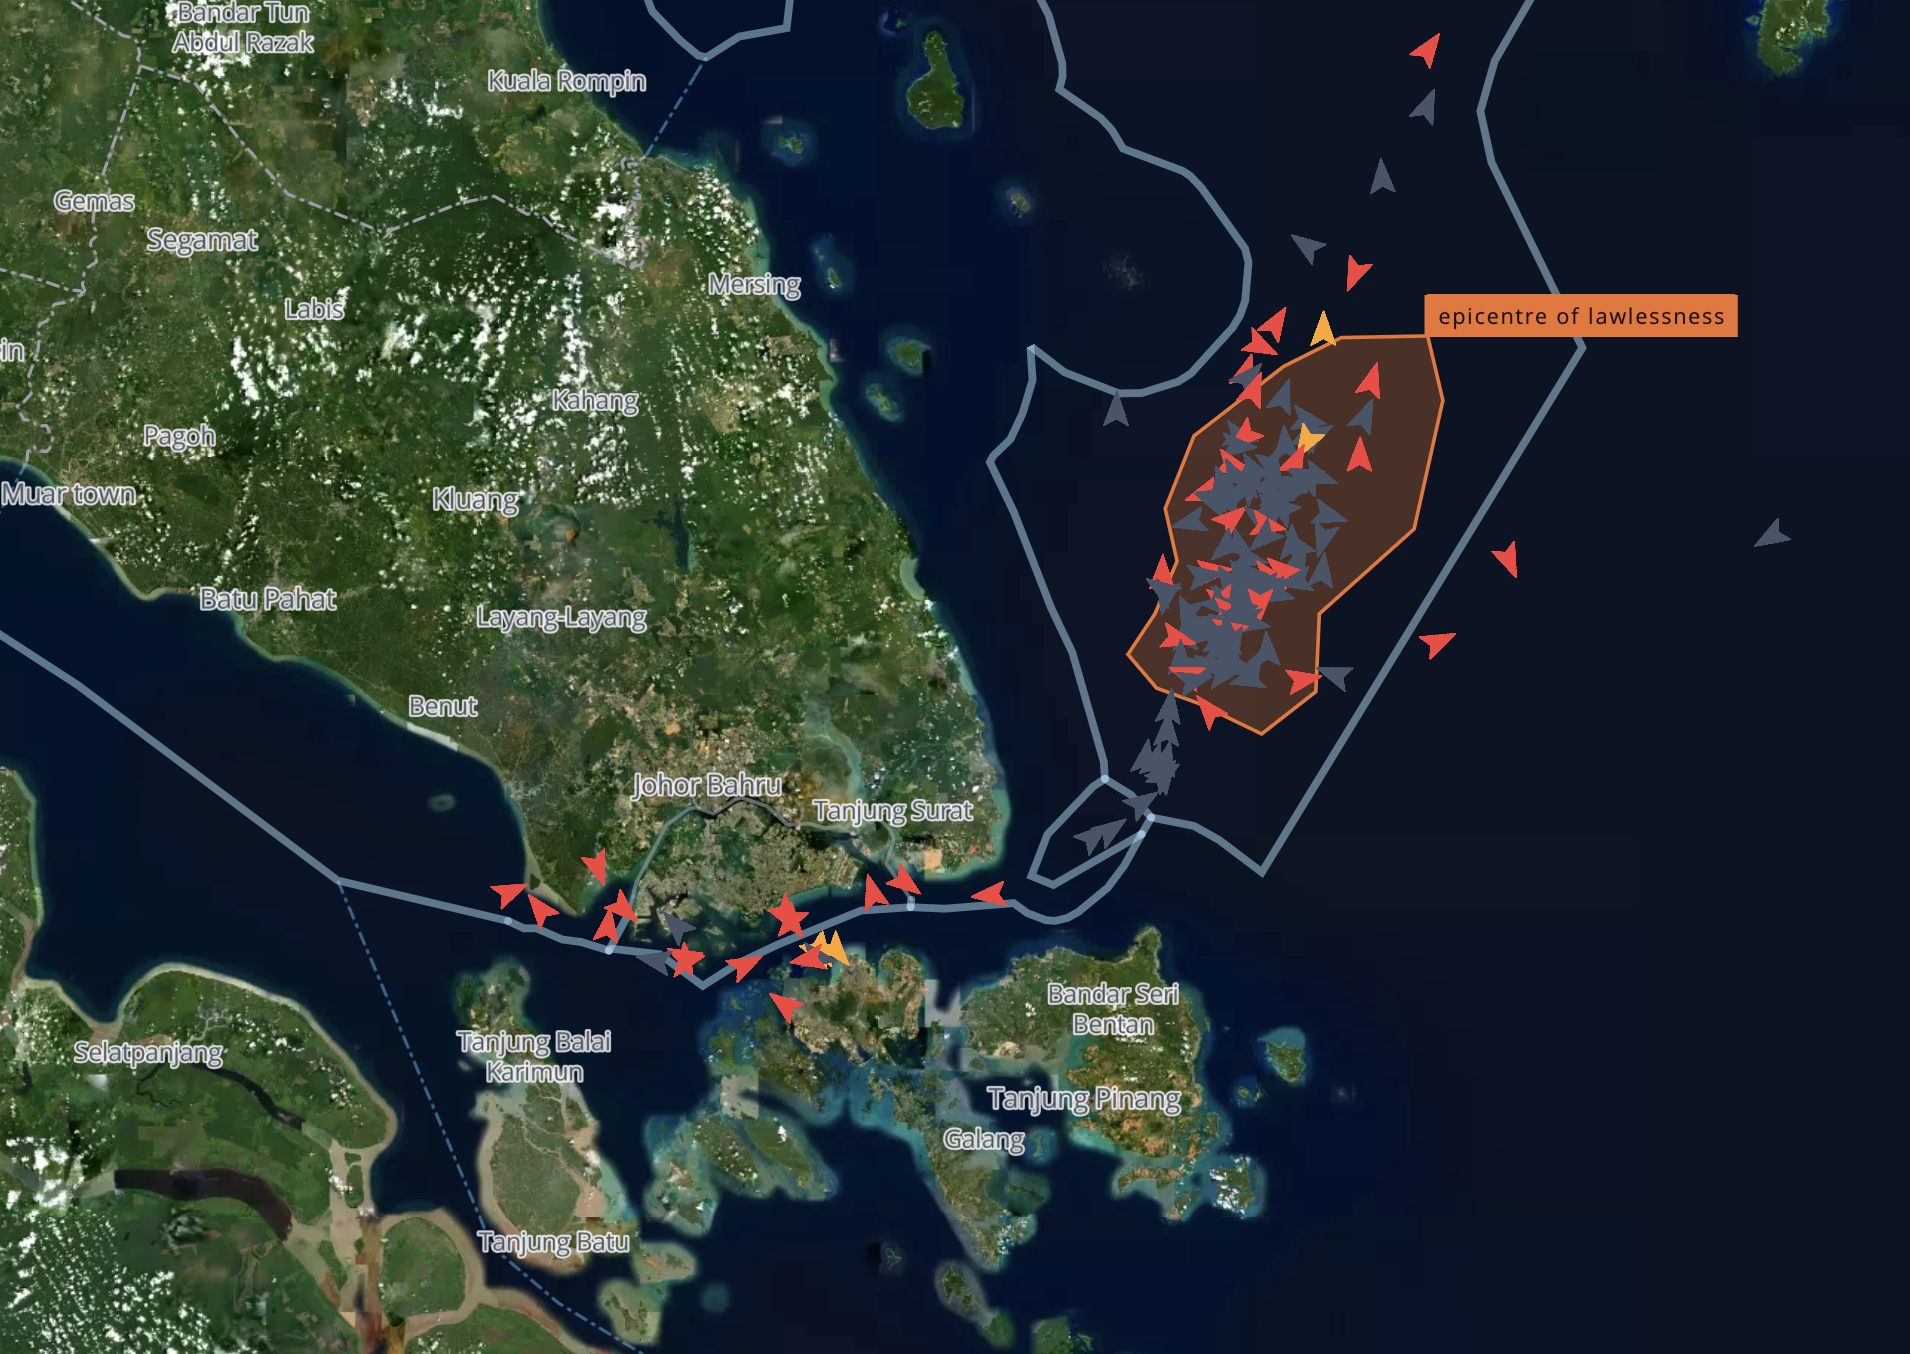 Bandar Tun
Abdul Razak
Kuala Rompin
Gemas
Segamat
Mersing
Labis
epicentre of lawlessness
in
Kahang
Pagoh
Muar town
Kluang
Batu Pahat
Layang-Layang
Benut
Johor Bahru
Tanjung Surat
Bandar Seri
Bentan
Selatpanjang
Tanjung Balai
Karimun
Tanjung Pinang
Galang
Tanjung Batu